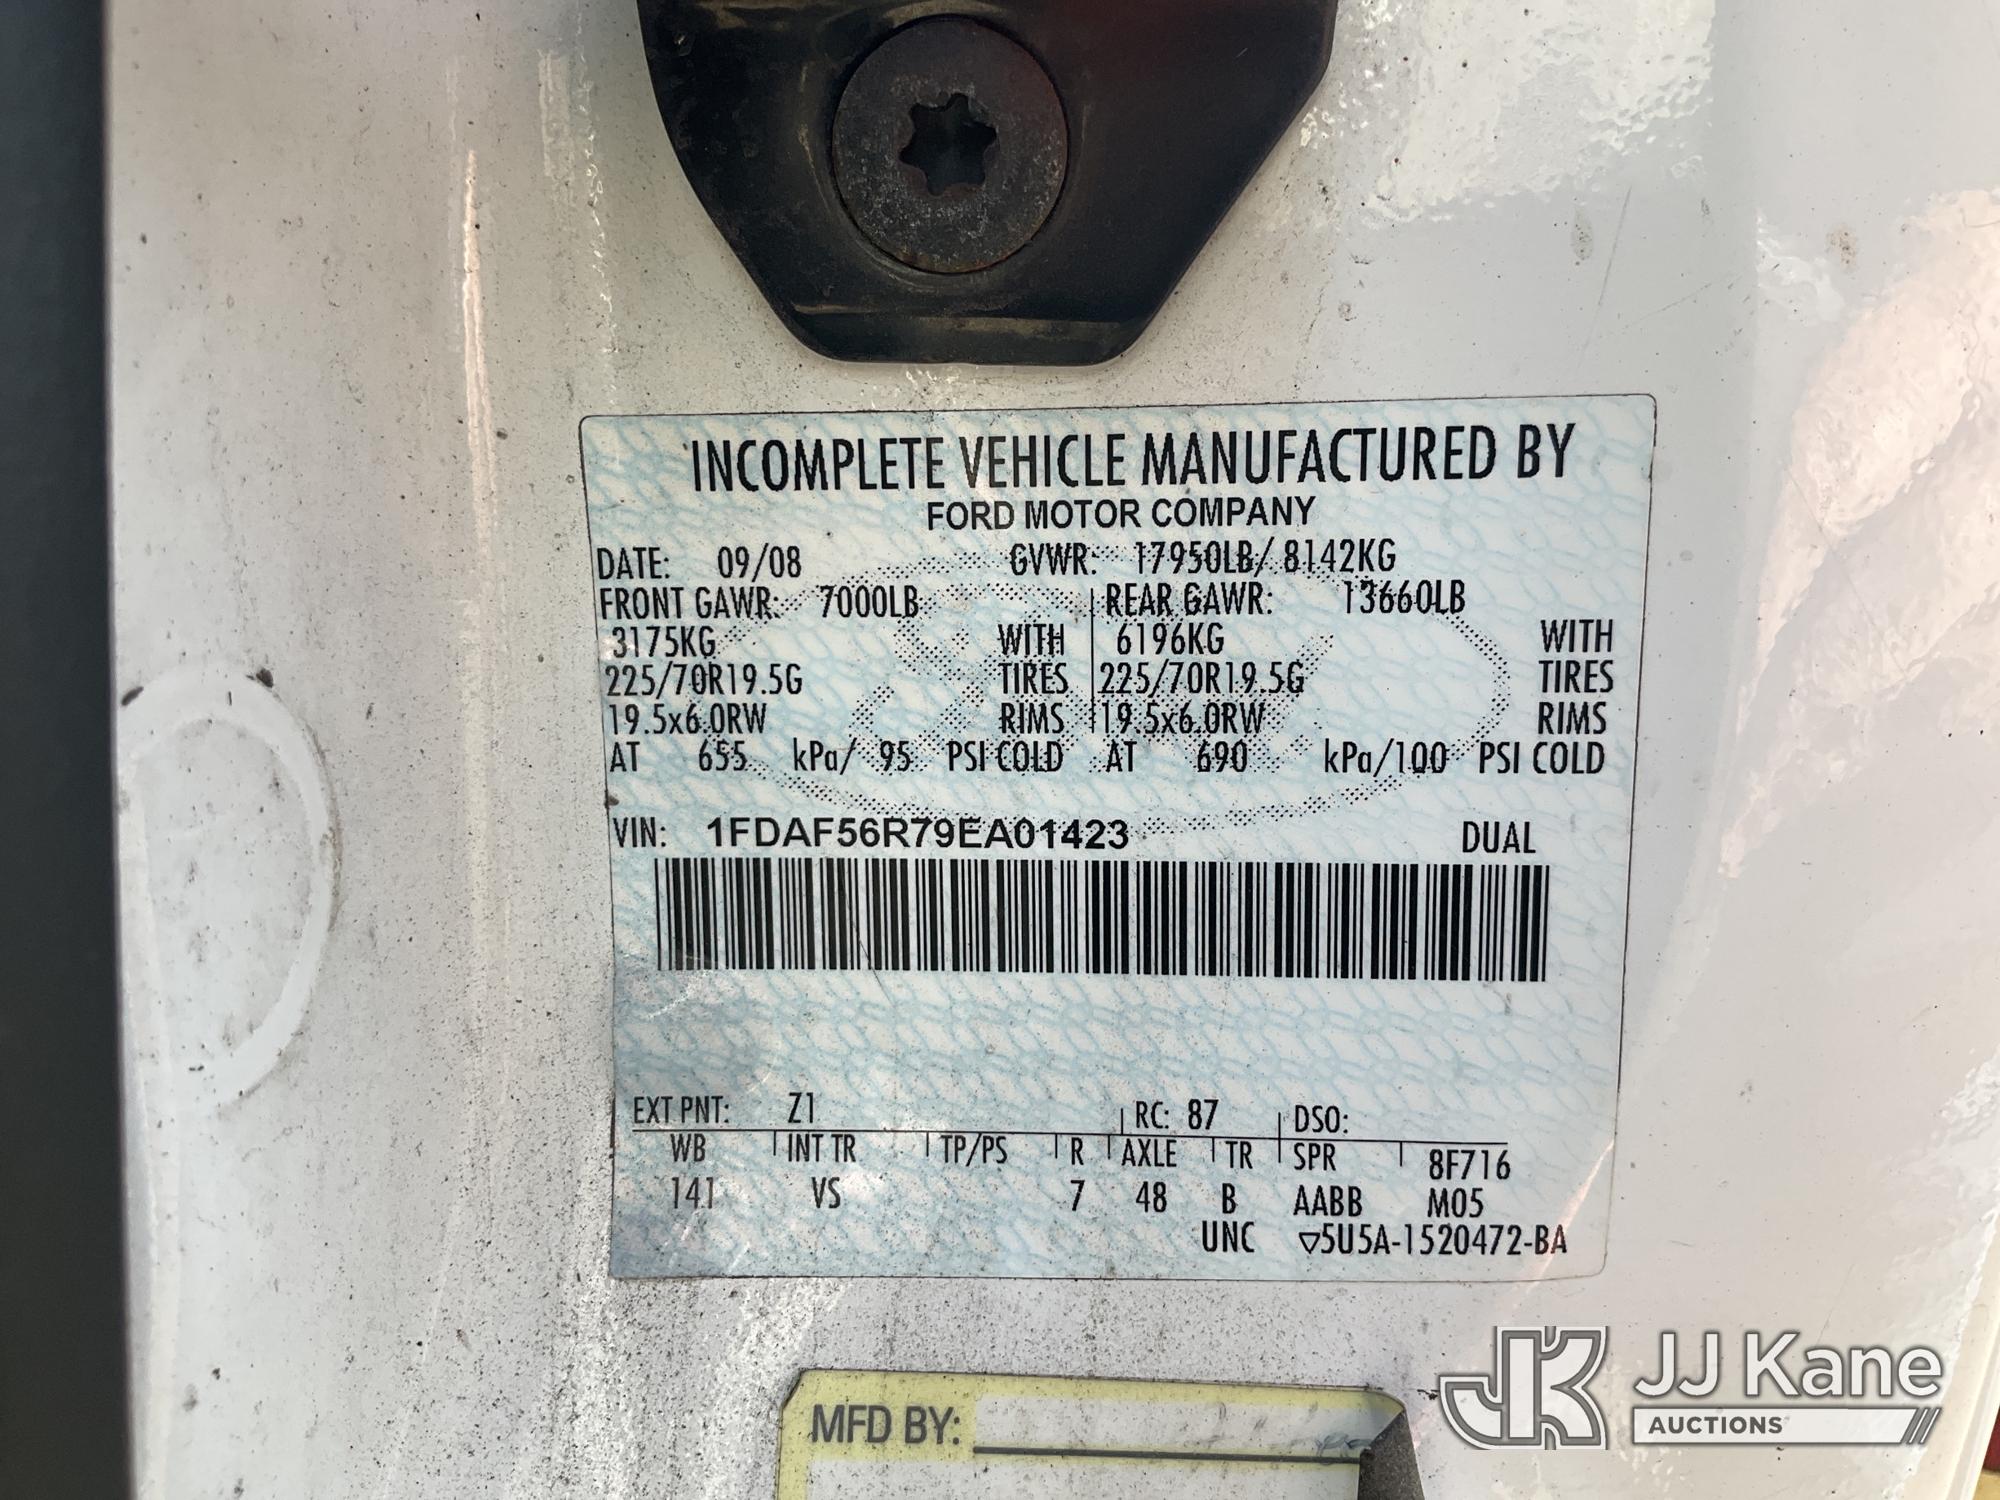 INCOMPLETE VEHICLE MANUFACTURED BY
FORD MOTOR COMPANY
DATE: 09/08 GVWR: 17950LB/ 8142KG
FRONT GAWR: 7000LB REAR GAWR: 13660LB
3175KG WITH 6196KG WITH
225/70R19.5G TIRES 225/70R19.5G TIRES
19.5x6.0RW RIMS 19.5x6.0RW RIMS
AT 655 kPa/ 95 PSI COLD AT 690 kPa/100 PSI COLD
VIN: 1FDAF56R79EA01423 DUAL
EXT PNT: Z1 RC: 87 DSO:
WB INT TR TP/PS R AXLE TR SPR 8F716
141 VS 7 48 B AABB M05
UNC ▽5U5A-1520472-BA
MFD BY:
JK JJ Kane
AUCTIONS